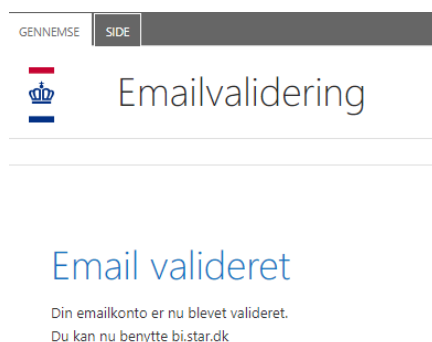 GENNEMSE SIDE
Emailvalidering
Email valideret
Din emailkonto er nu blevet valideret.
Du kan nu benytte bi.star.dk